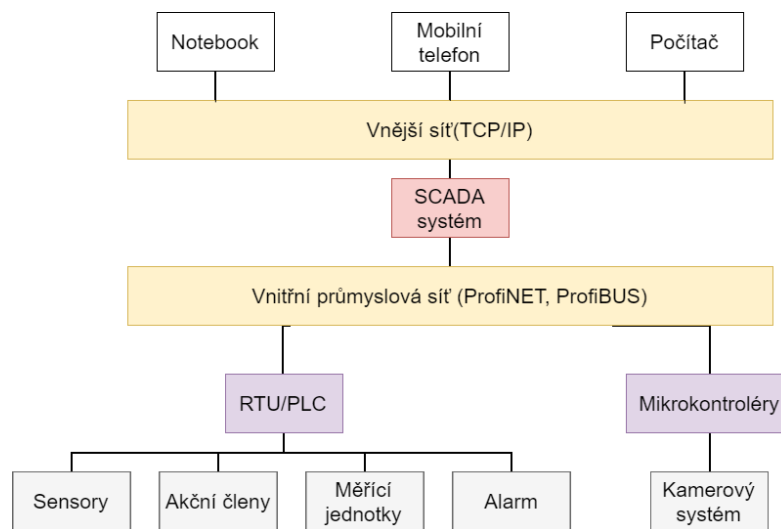 Notebook
Mobilní
telefon
Počítač
Vnější síť(TCP/IP)
SCADA
systém
Vnitřní průmyslová síť (ProfiNET, ProfiBUS)
RTU/PLC
Mikrokontroléry
Sensory
Akční členy
Měřící
jednotky
Alarm
Kamerový
systém